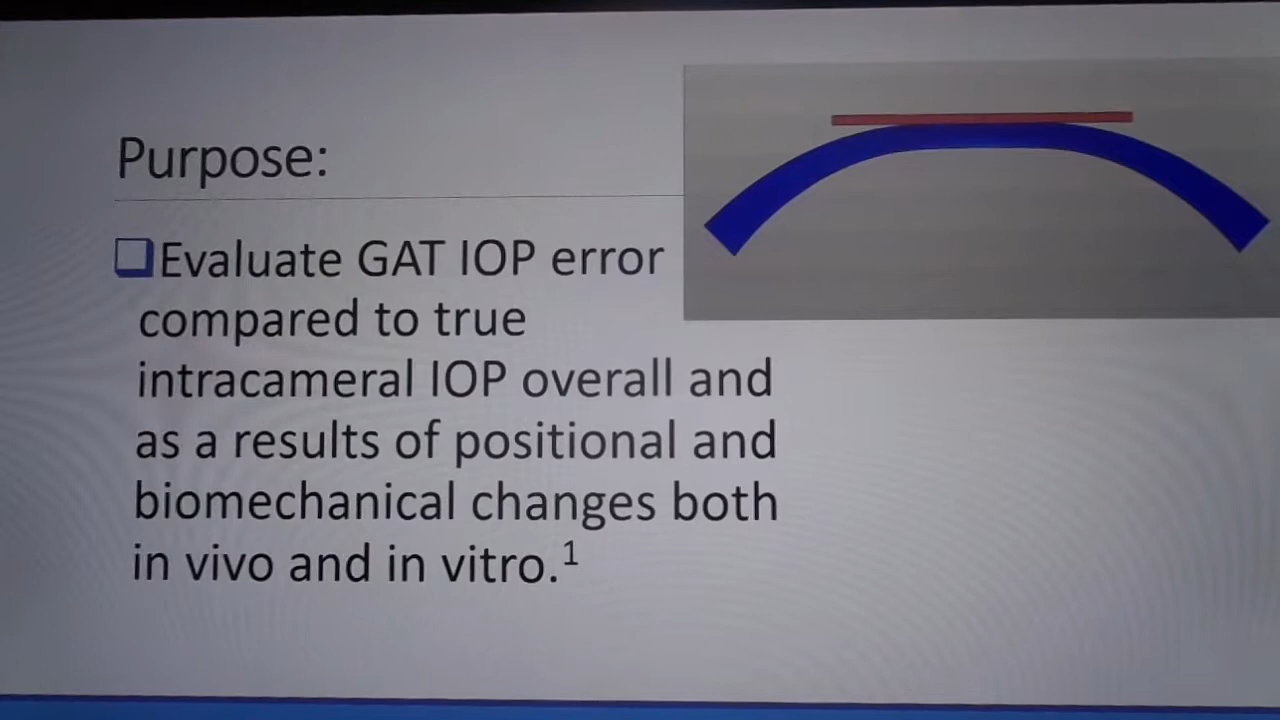 Purpose:
Evaluate GAT IOP error
compared to true
intracameral IOP overall and
as a results of positional and
biomechanical changes both
in vivo and in vitro.1